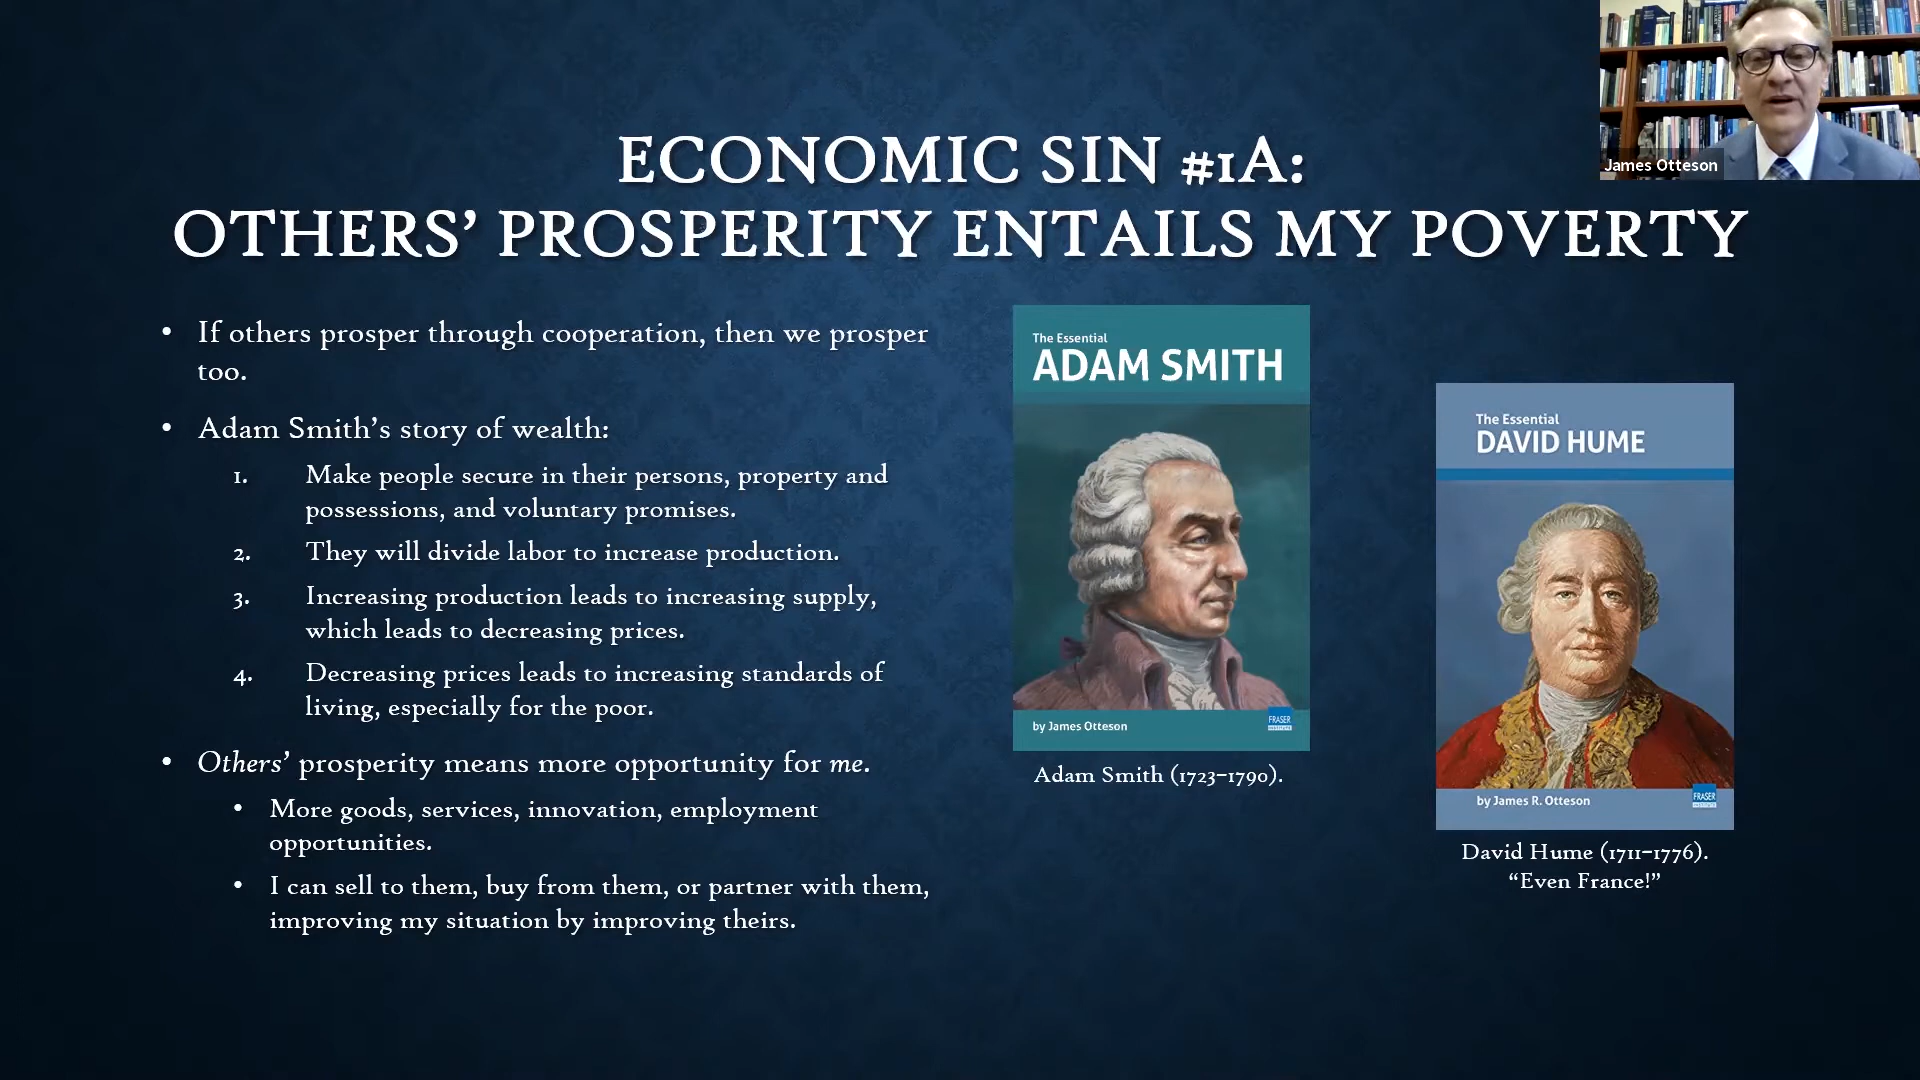 James Otteson
ECONOMIC SIN #1A:
OTHERS’ PROSPERITY ENTAILS MY POVERTY
• If others prosper through cooperation, then we prosper
too.
• Adam Smith’s story of wealth:
1. Make people secure in their persons, property and
possessions, and voluntary promises.
2. They will divide labor to increase production.
3. Increasing production leads to increasing supply,
which leads to decreasing prices.
4. Decreasing prices leads to increasing standards of
living, especially for the poor.
• Others’ prosperity means more opportunity for me.
• More goods, services, innovation, employment
opportunities.
• I can sell to them, buy from them, or partner with them,
improving my situation by improving theirs.
The Essential
ADAM SMITH
by James Otteson
FRASER
INSTITUTE
Adam Smith (1723–1790).
The Essential
DAVID HUME
by James R. Otteson
FRASER
INSTITUTE
David Hume (1711–1776).
“Even France!”